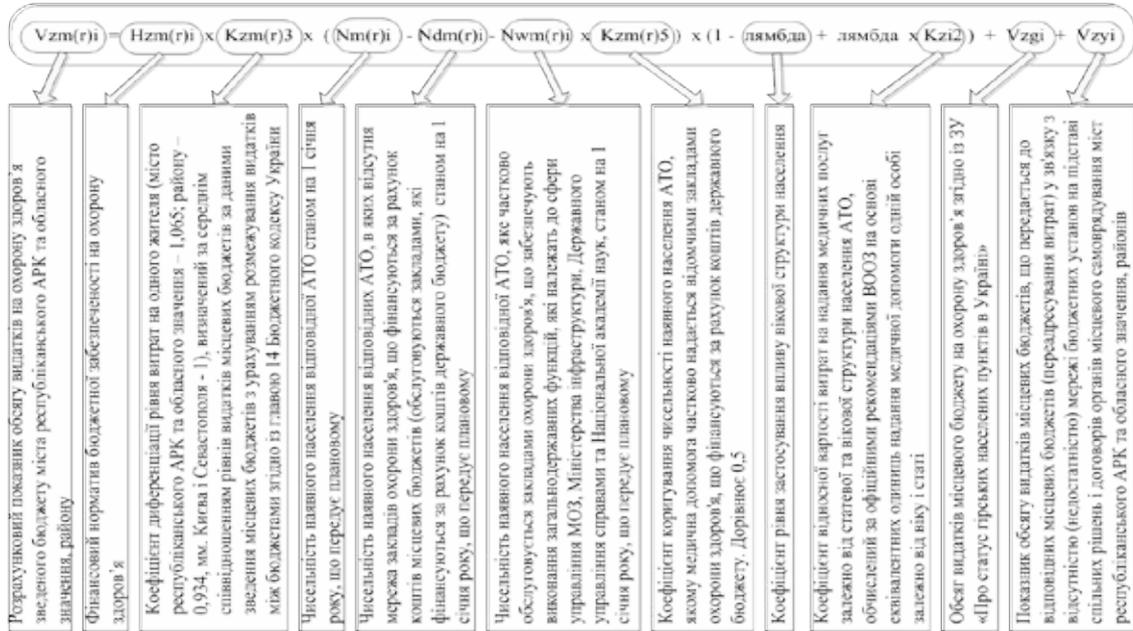 Vzm(r)i = Hzm(r)i x Kzm(r)3 x ( Nm(r)i - Ndm(r)i - Nwm(r)i x Kzm(r)5)) x (1 - лямбда + лямбда x Kzi2) + Vzgi + Vzyi
Розрахунковий показник обсягу видатків на охорону здоров'я
зведеного бюджету міста республіканського АРК та обласного
значення, району
Фінансовий норматив бюджетної забезпеченості на охорону
здоров'я
Коефіцієнт диференціації рівня витрат на одного жителя (місто
республіканського АРК та обласного значення – 1,065; району –
0,934, мм. Києва і Севастополя - 1), визначений за середнім
співвідношенням рівнів видатків місцевих бюджетів за даними
зведення місцевих бюджетів з урахуванням розмежування видатків
між бюджетами згідно із главою 14 Бюджетного кодексу України
Чисельність наявного населення відповідної АТО станом на 1 січня
року, що передує плановому
Чисельність наявного населення відповідних АТО, в яких відсутня
мережа закладів охорони здоров'я, що фінансуються за рахунок
коштів місцевих бюджетів (обслуговуються закладами, які
фінансуються за рахунок коштів державного бюджету) станом на 1
січня року, що передує плановому
Чисельність наявного населення відповідної АТО, яке частково
обслуговується закладами охорони здоров'я, що забезпечують
виконання загальнодержавних функцій, які належать до сфери
управління МОЗ, Міністерства інфраструктури, Державного
управління справами та Національної академії наук, станом на 1
січня року, що передує плановому
Коефіцієнт коригування чисельності наявного населення АТО,
якому медична допомога частково надається відомчими закладами
охорони здоров'я, що фінансуються за рахунок коштів державного
бюджету. Дорівнює 0,5
Коефіцієнт рівня застосування впливу вікової структури населення
Коефіцієнт відносної вартості витрат на надання медичних послуг
залежно від статевої та вікової структури населення АТО,
обчислений за офіційними рекомендаціями ВООЗ на основі
еквівалентних одиниць надання медичної допомоги одній особі
залежно від віку і статі
Обсяг видатків місцевого бюджету на охорону здоров'я згідно із ЗУ
«Про статус гірських населених пунктів в Україні»
Показник обсягу видатків місцевих бюджетів, що передається до
відповідних місцевих бюджетів (переадресування витрат) у зв'язку з
відсутністю (недостатністю) мережі бюджетних установ на підставі
спільних рішень і договорів органів місцевого самоврядування міст
республіканського АРК та обласного значення, районів